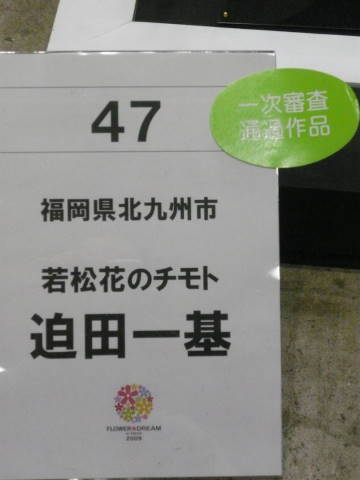 47
一次審査
通過作品
福岡県北九州市
若松花のチモト
迫田一基
FLOWER DREAM
2009